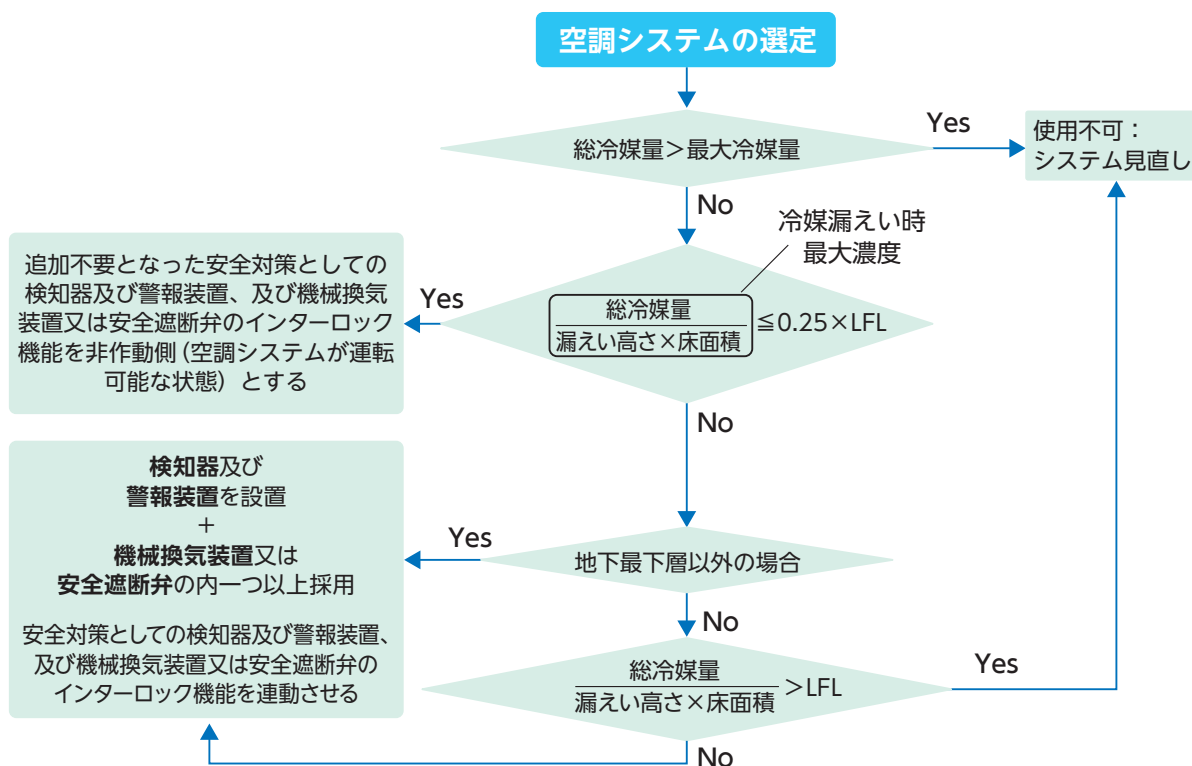 空調システムの選定
総冷媒量＞最大冷媒量
Yes
使用不可：
システム見直し
No
冷媒漏えい時
最大濃度
総冷媒量
漏えい高さ×床面積
≦0.25×LFL
Yes
追加不要となった安全対策としての
検知器及び警報装置、及び機械換気
装置又は安全遮断弁のインターロック
機能を非作動側（空調システムが運転
可能な状態）とする
No
地下最下層以外の場合
Yes
検知器及び
警報装置を設置
＋
機械換気装置又は
安全遮断弁の内一つ以上採用
安全対策としての検知器及び警報装置、
及び機械換気装置又は安全遮断弁の
インターロック機能を連動させる
No
総冷媒量
漏えい高さ×床面積
＞LFL
Yes
No